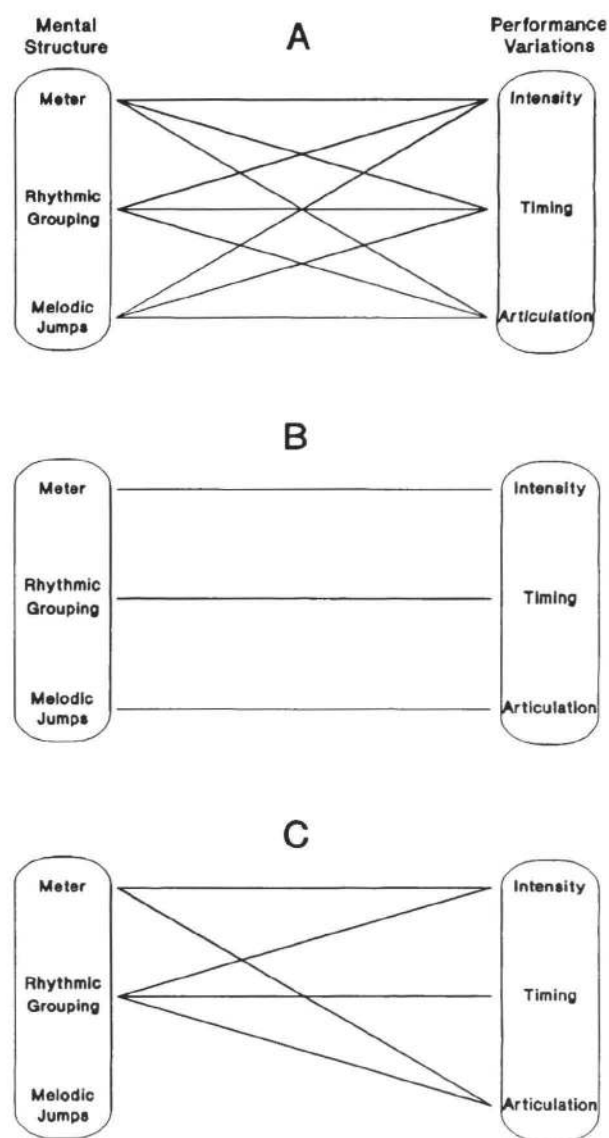 Mental
Structure
A
Performance
Variations
Meter
Intensity
Rhythmic
Grouping
Timing
Melodic
Jumps
Articulation
B
Meter
Intensity
Rhythmic
Grouping
Timing
Melodic
Jumps
Articulation
C
Meter
Intensity
Rhythmic
Grouping
Timing
Melodic
Jumps
Articulation